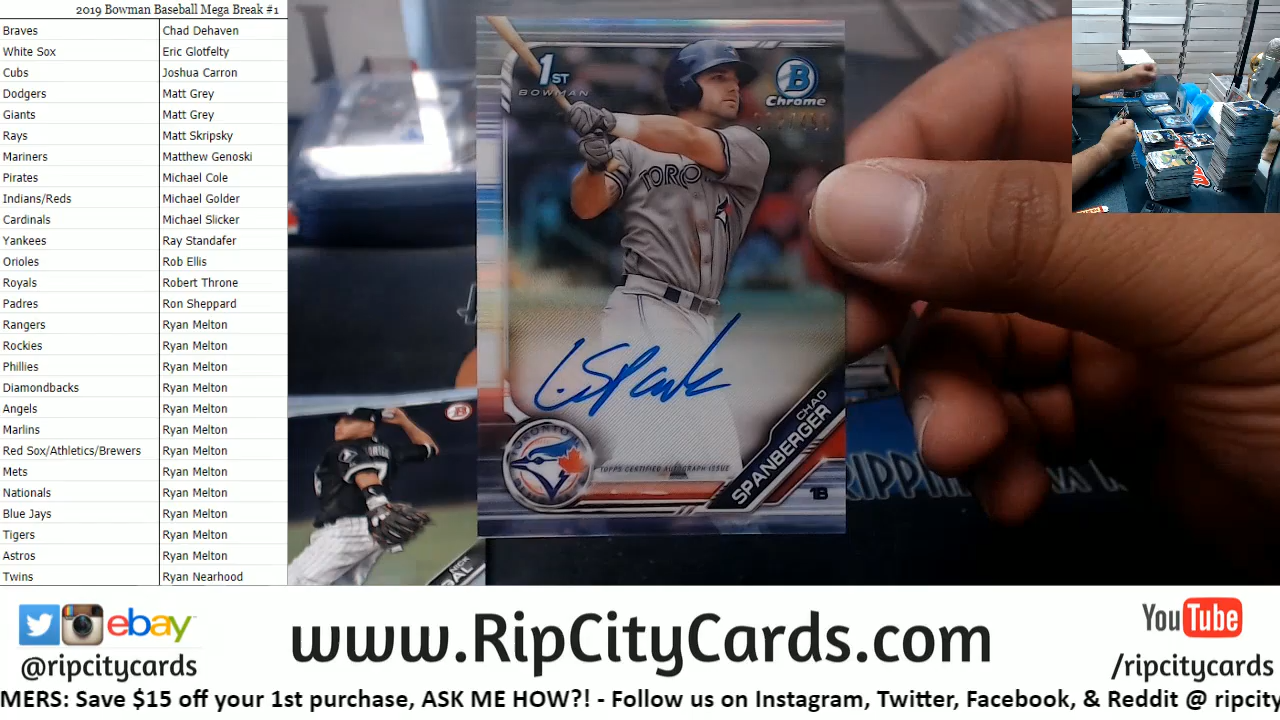 2019 Bowman Baseball Mega Break #1
Braves Chad Dehaven
White Sox Eric Glotfelty
Cubs Joshua Carron
Dodgers Matt Grey
Giants Matt Grey
Rays Matt Skripsky
Mariners Matthew Genoski
Pirates Michael Cole
Indians/Reds Michael Golder
Cardinals Michael Slicker
Yankees Ray Standafer
Orioles Rob Ellis
Royals Robert Throne
Padres Ron Sheppard
Rangers Ryan Melton
Rockies Ryan Melton
Phillies Ryan Melton
Diamondbacks Ryan Melton
Angels Ryan Melton
Marlins Ryan Melton
Red Sox/Athletics/Brewers Ryan Melton
Mets Ryan Melton
Nationals Ryan Melton
Blue Jays Ryan Melton
Tigers Ryan Melton
Astros Ryan Melton
Twins Ryan Nearhood
1ST
BOWMAN
B
Chrome
TORO
TORONTO
TOPPS CERTIFIED AUTOGRAPH ISSUE
CHAD
SPANBERGER
1B
NICK
ebay
@ripcitycards
www.RipCityCards.com
YouTube
/ripcitycards
MERS: Save $15 off your 1st purchase, ASK ME HOW?! - Follow us on Instagram, Twitter, Facebook, & Reddit @ ripcity